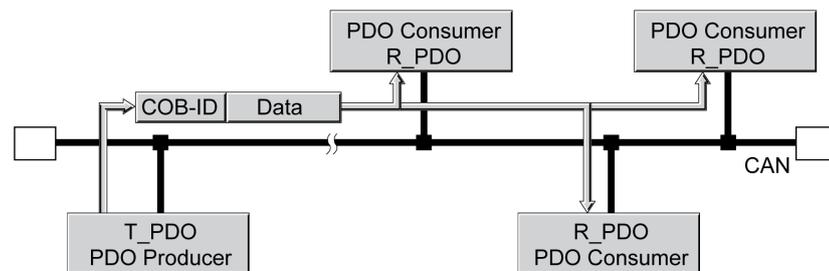 PDO Consumer
R_PDO
PDO Consumer
R_PDO
COB-ID
Data
CAN
T_PDO
PDO Producer
R_PDO
PDO Consumer